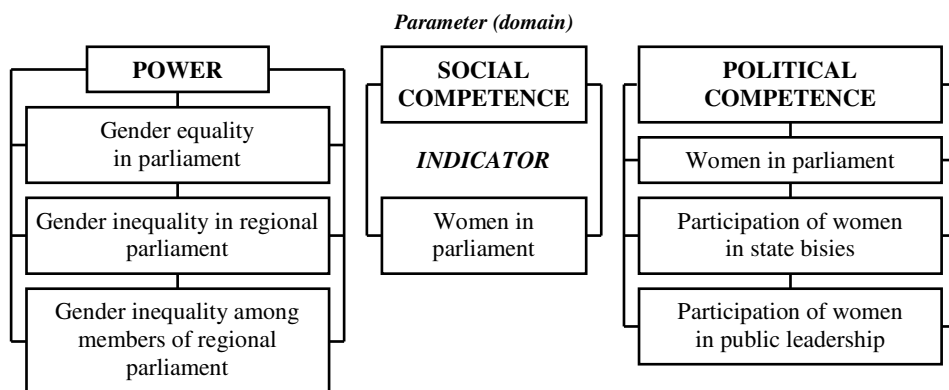 Parameter (domain)
POWER
Gender equality
in parliament
Gender inequality in regional
parliament
Gender inequality among
members of regional
parliament
SOCIAL
COMPETENCE
INDICATOR
Women in
parliament
POLITICAL
COMPETENCE
Women in parliament
Participation of women
in state bisies
Participation of women
in public leadership